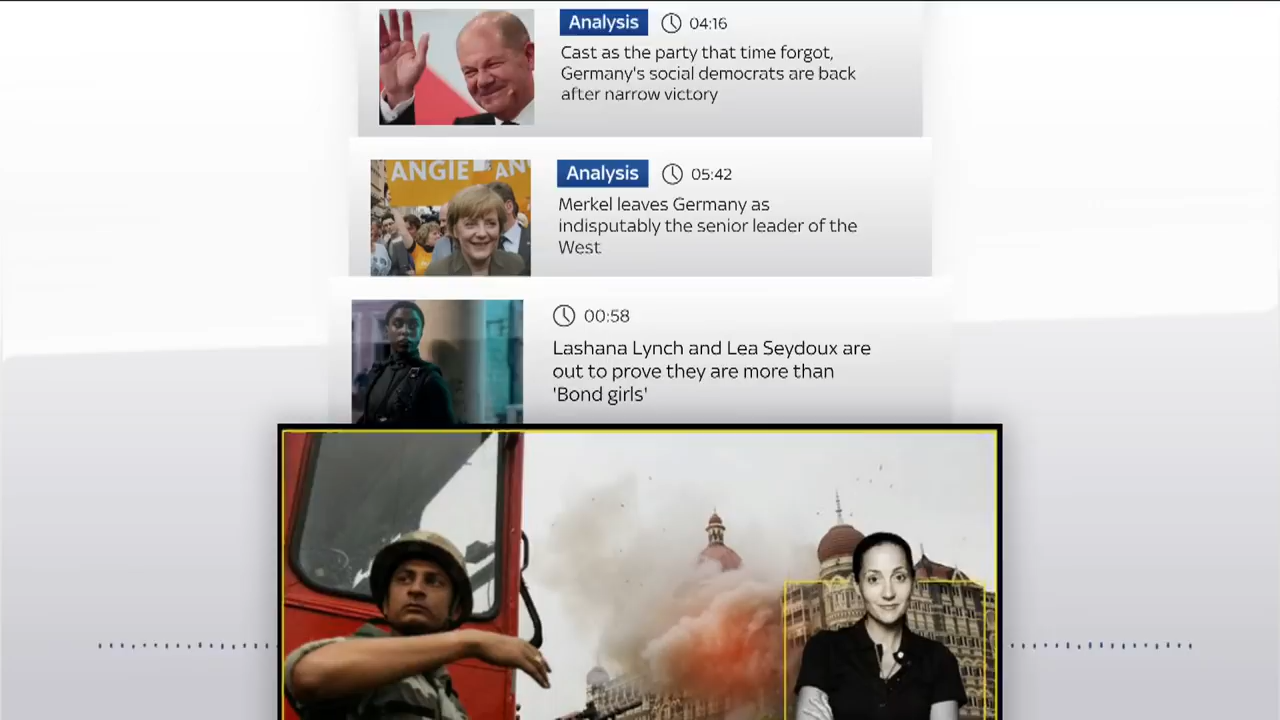 Analysis 04:16
Cast as the party that time forgot,
Germany's social democrats are back
after narrow victory
ANGIE AN
Analysis 05:42
Merkel leaves Germany as
indisputably the senior leader of the
West
00:58
Lashana Lynch and Lea Seydoux are
out to prove they are more than
'Bond girls'